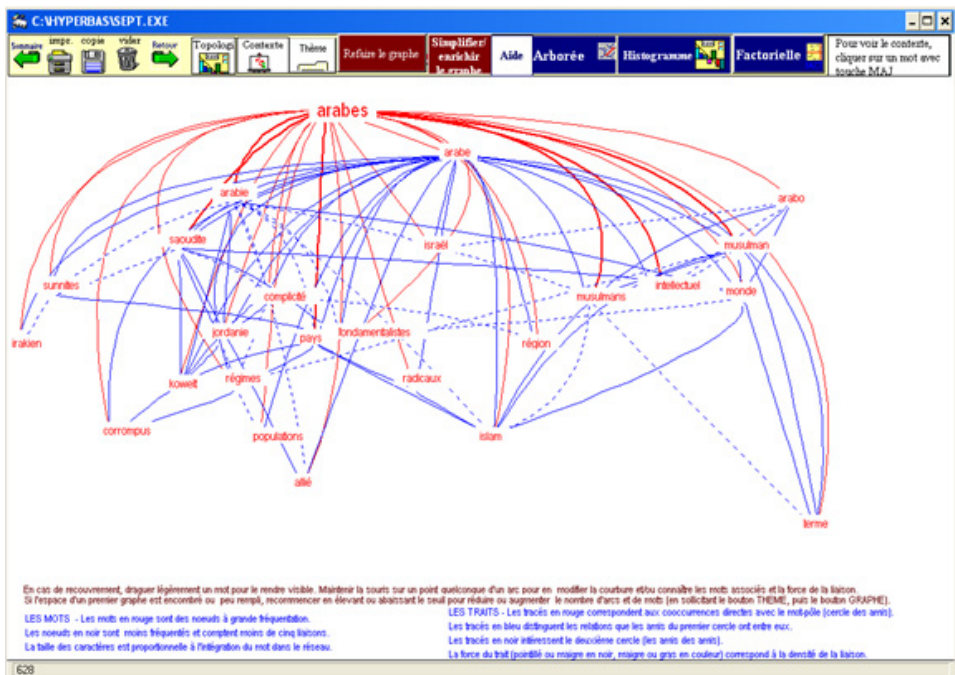 C:\HYPERBAS\SEPT.EXE
Sommaire impr. copie vider Retour Topologi Contexte Thème Refaire le graphe Simplifier/ enrichir le graphe Aide Arborée Histogramme Factorielle Pour voir le contexte, cliquer sur un mot avec touche MAJ
arabes
arabe
arabie
arabo
saoudite
israël
musulman
sunnites
complicité
musulmans
intellectuel
monde
irakien
jordanie
pays
fondamentalistes
région
koweït
régimes
radicaux
corrompus
populations
islam
allié
terme
En cas de recouvrement, draguer légèrement un mot pour le rendre visible. Maintenir la souris sur un point quelconque d'un arc pour en modifier la courbure et/ou connaître les mots associés et la force de la liaison.
Si l'espace d'un premier graphe est encombré ou peu rempli, recommencer en élevant ou abaissant le seuil pour réduire ou augmenter le nombre d'arcs et de mots (en sollicitant le bouton THEME, puis le bouton GRAPHE).
LES MOTS - Les mots en rouge sont des noeuds à grande fréquentation.
Les noeuds en noir sont moins fréquentés et comptent moins de cinq liaisons.
La taille des caractères est proportionnelle à l'intégration du mot dans le réseau.
LES TRAITS - Les tracés en rouge correspondent aux cooccurrences directes avec le mot-pôle (cercle des amis).
Les tracés en bleu distinguent les relations que les amis du premier cercle ont entre eux.
Les tracés en noir intéressent le deuxième cercle (les amis des amis).
La force du trait (pointillé ou maigre en noir, maigre ou gras en couleur) correspond à la densité de la liaison.
628